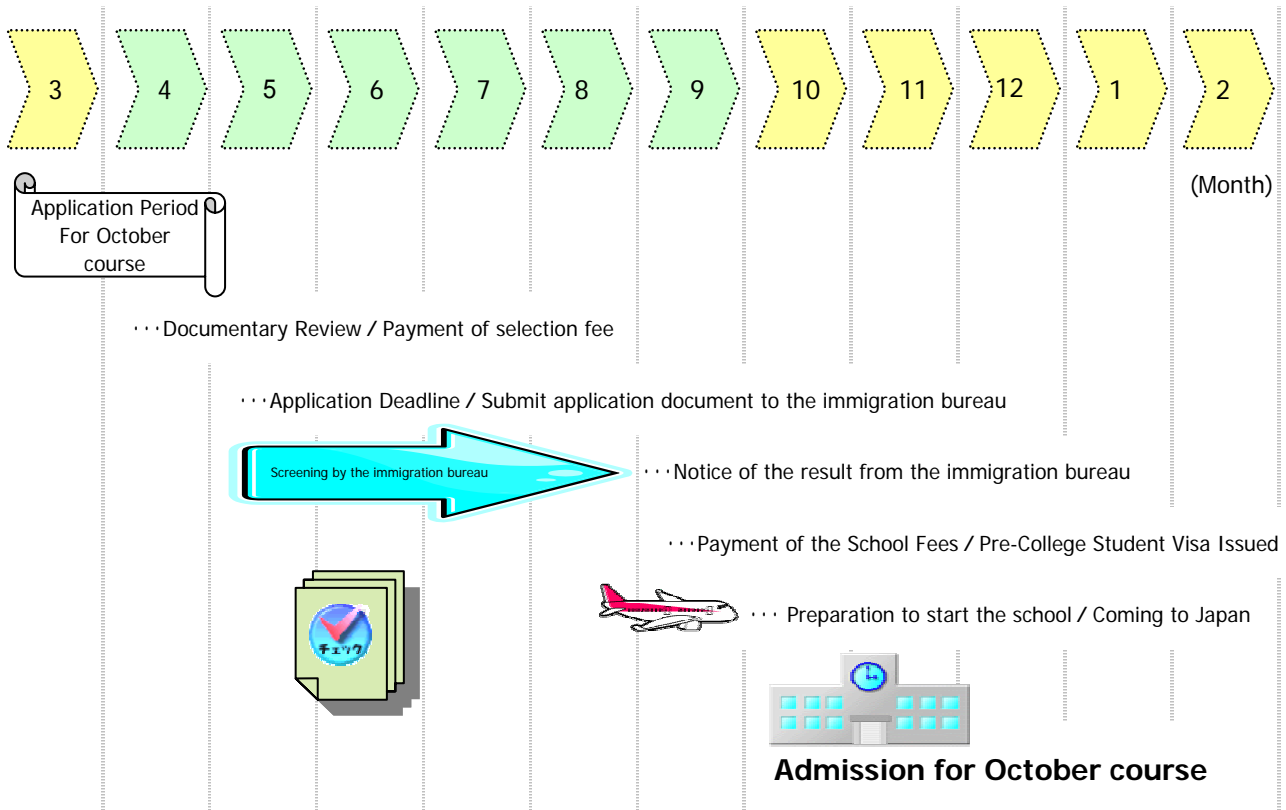 3 4 5 6 7 8 9 10 11 12 1 2
(Month)
Application Period
For October
course
･･･Documentary Review / Payment of selection fee
･･･Application Deadline / Submit application document to the immigration bureau
Screening by the immigration bureau
･･･Notice of the result from the immigration bureau
･･･Payment of the School Fees / Pre-College Student Visa Issued
･･･ Preparation to start the school / Coming to Japan
チェック
Admission for October course